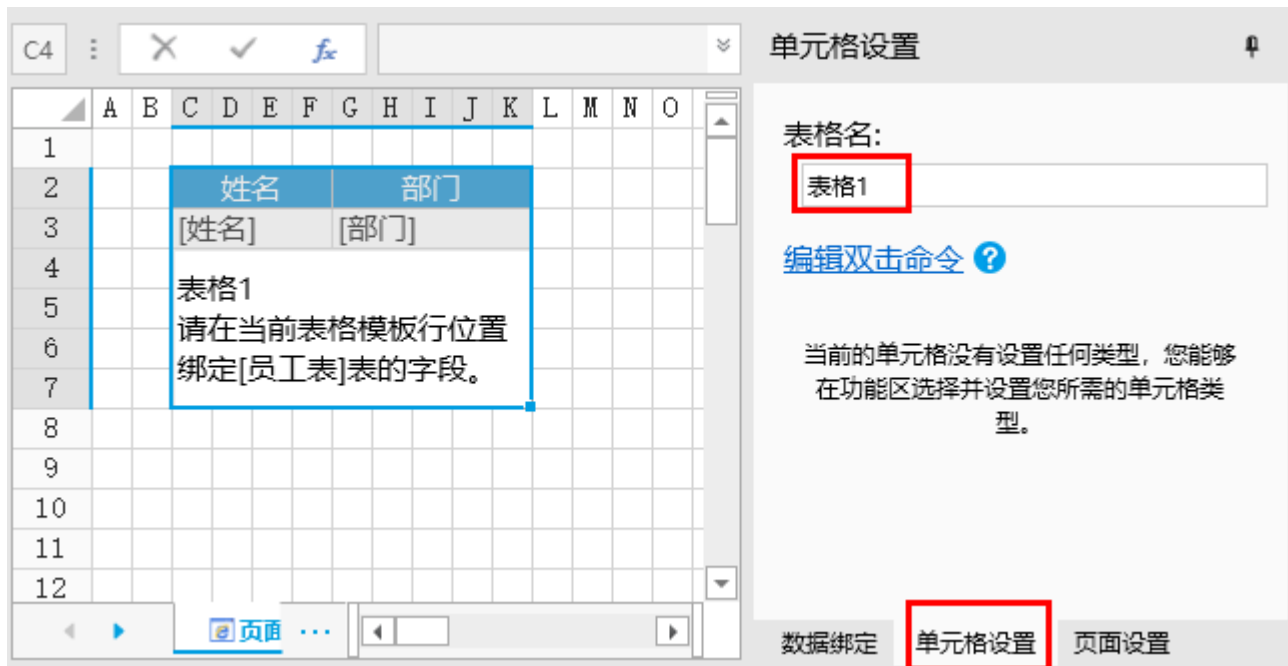 C4 fx 单元格设置
A B C D E F G H I J K L M N O
1
2 姓名 部门
3 [姓名] [部门]
4
5
6
7
8
9
10
11
12
表格1
请在当前表格模板行位置
绑定[员工表]表的字段。
页面 ...
表格名:
表格1
编辑双击命令 ?
当前的单元格没有设置任何类型，您能够
在功能区选择并设置您所需的单元格类
型。
数据绑定 单元格设置 页面设置